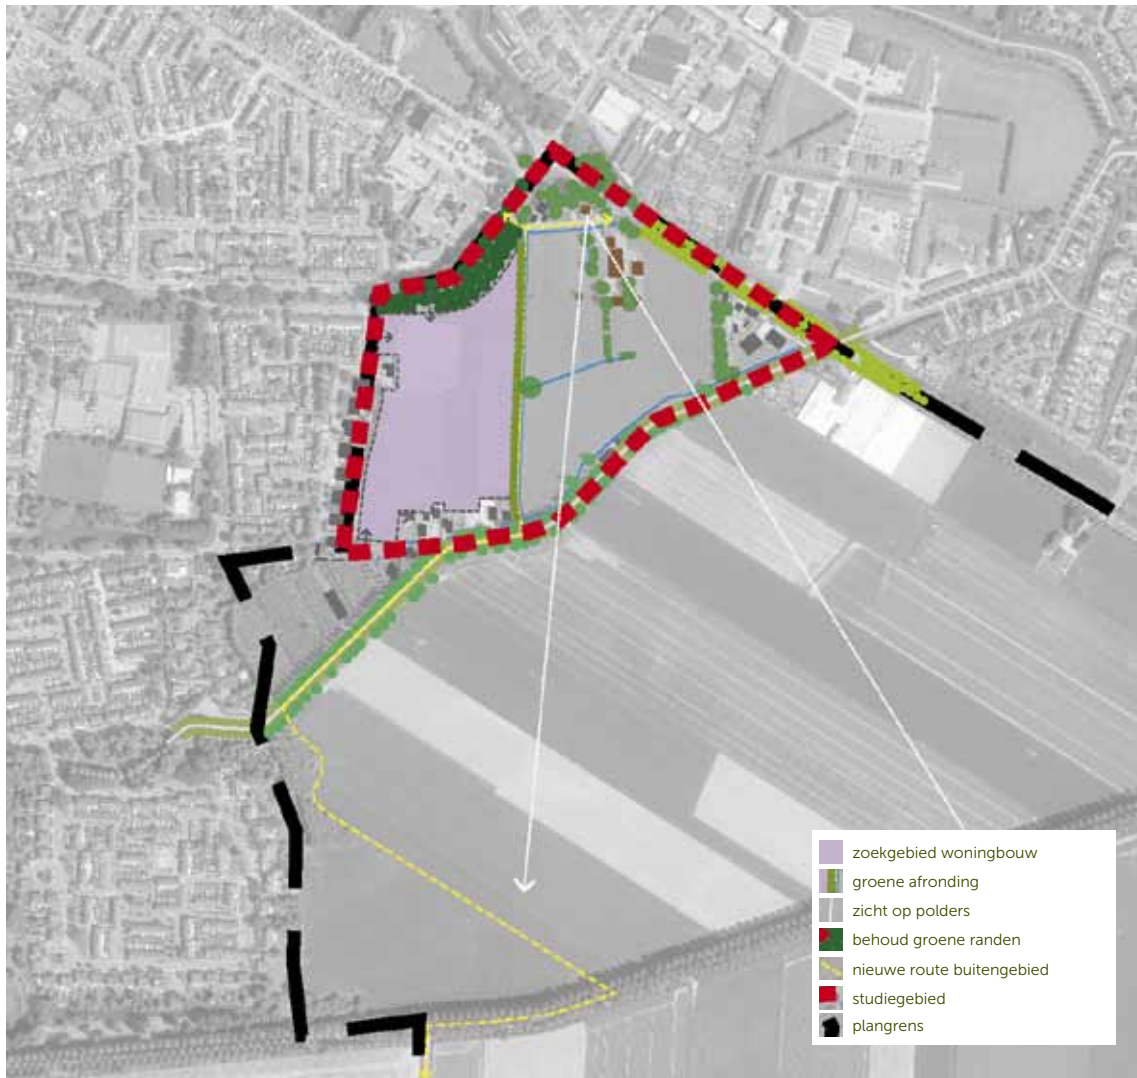 zoekgebied woningbouw
groene afronding
zicht op polders
behoud groene randen
nieuwe route buitengebied
studiegebied
plangrens